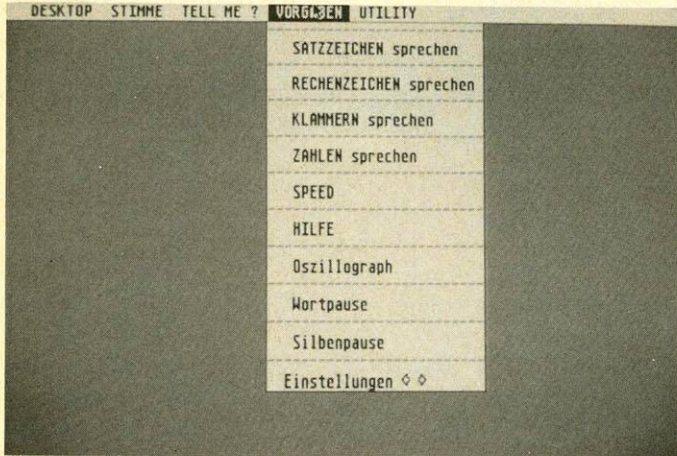 DESKTOP STIMME TELL ME ? VORGABEN UTILITY
SATZZEICHEN sprechen
RECHENZEICHEN sprechen
KLAMMERN sprechen
ZAHLEN sprechen
SPEED
HILFE
Oszillograph
Wortpause
Silbenpause
Einstellungen ◇ ◇